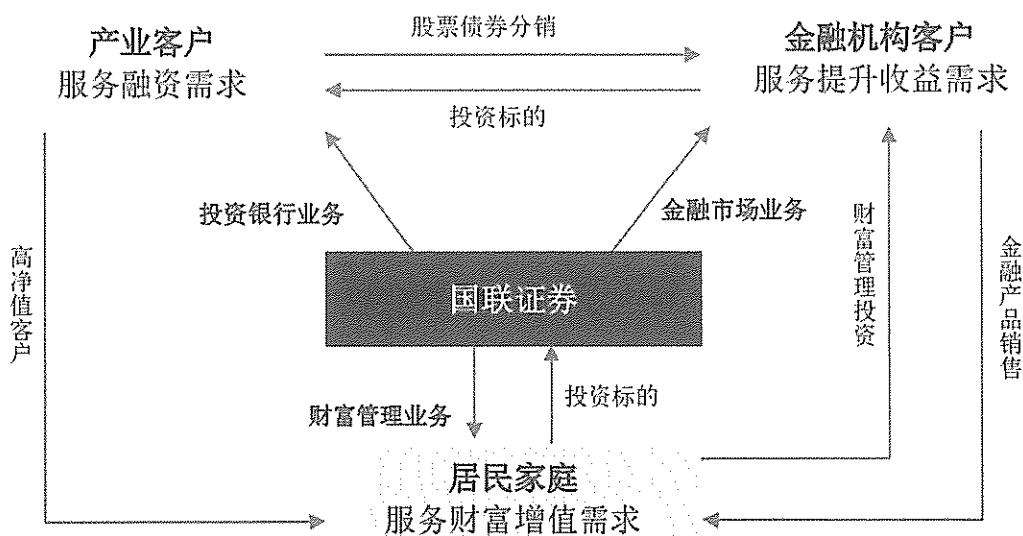 股票债券分销
产业客户
服务融资需求
金融机构客户
服务提升收益需求
投资标的
投资银行业务
金融市场业务
高净值客户
国联证券
财富管理投资
金融产品销售
财富管理业务
投资标的
居民家庭
服务财富增值需求